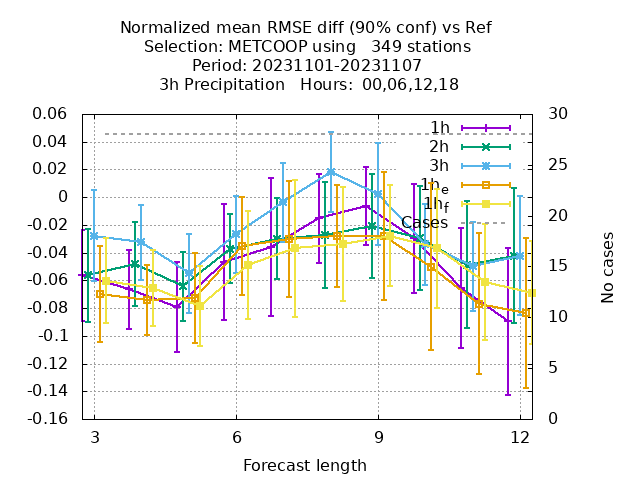 Normalized mean RMSE diff (90% conf) vs Ref
Selection: METCOOP using   349 stations
Period: 20231101-20231107
3h Precipitation   Hours:  00,06,12,18
0.06
0.04
0.02
0
-0.02
-0.04
-0.06
-0.08
-0.1
-0.12
-0.14
-0.16
30
25
20
15
10
5
0
No cases
1h
2h
3h
1he
1hf
Cases
3 6 9 12
Forecast length